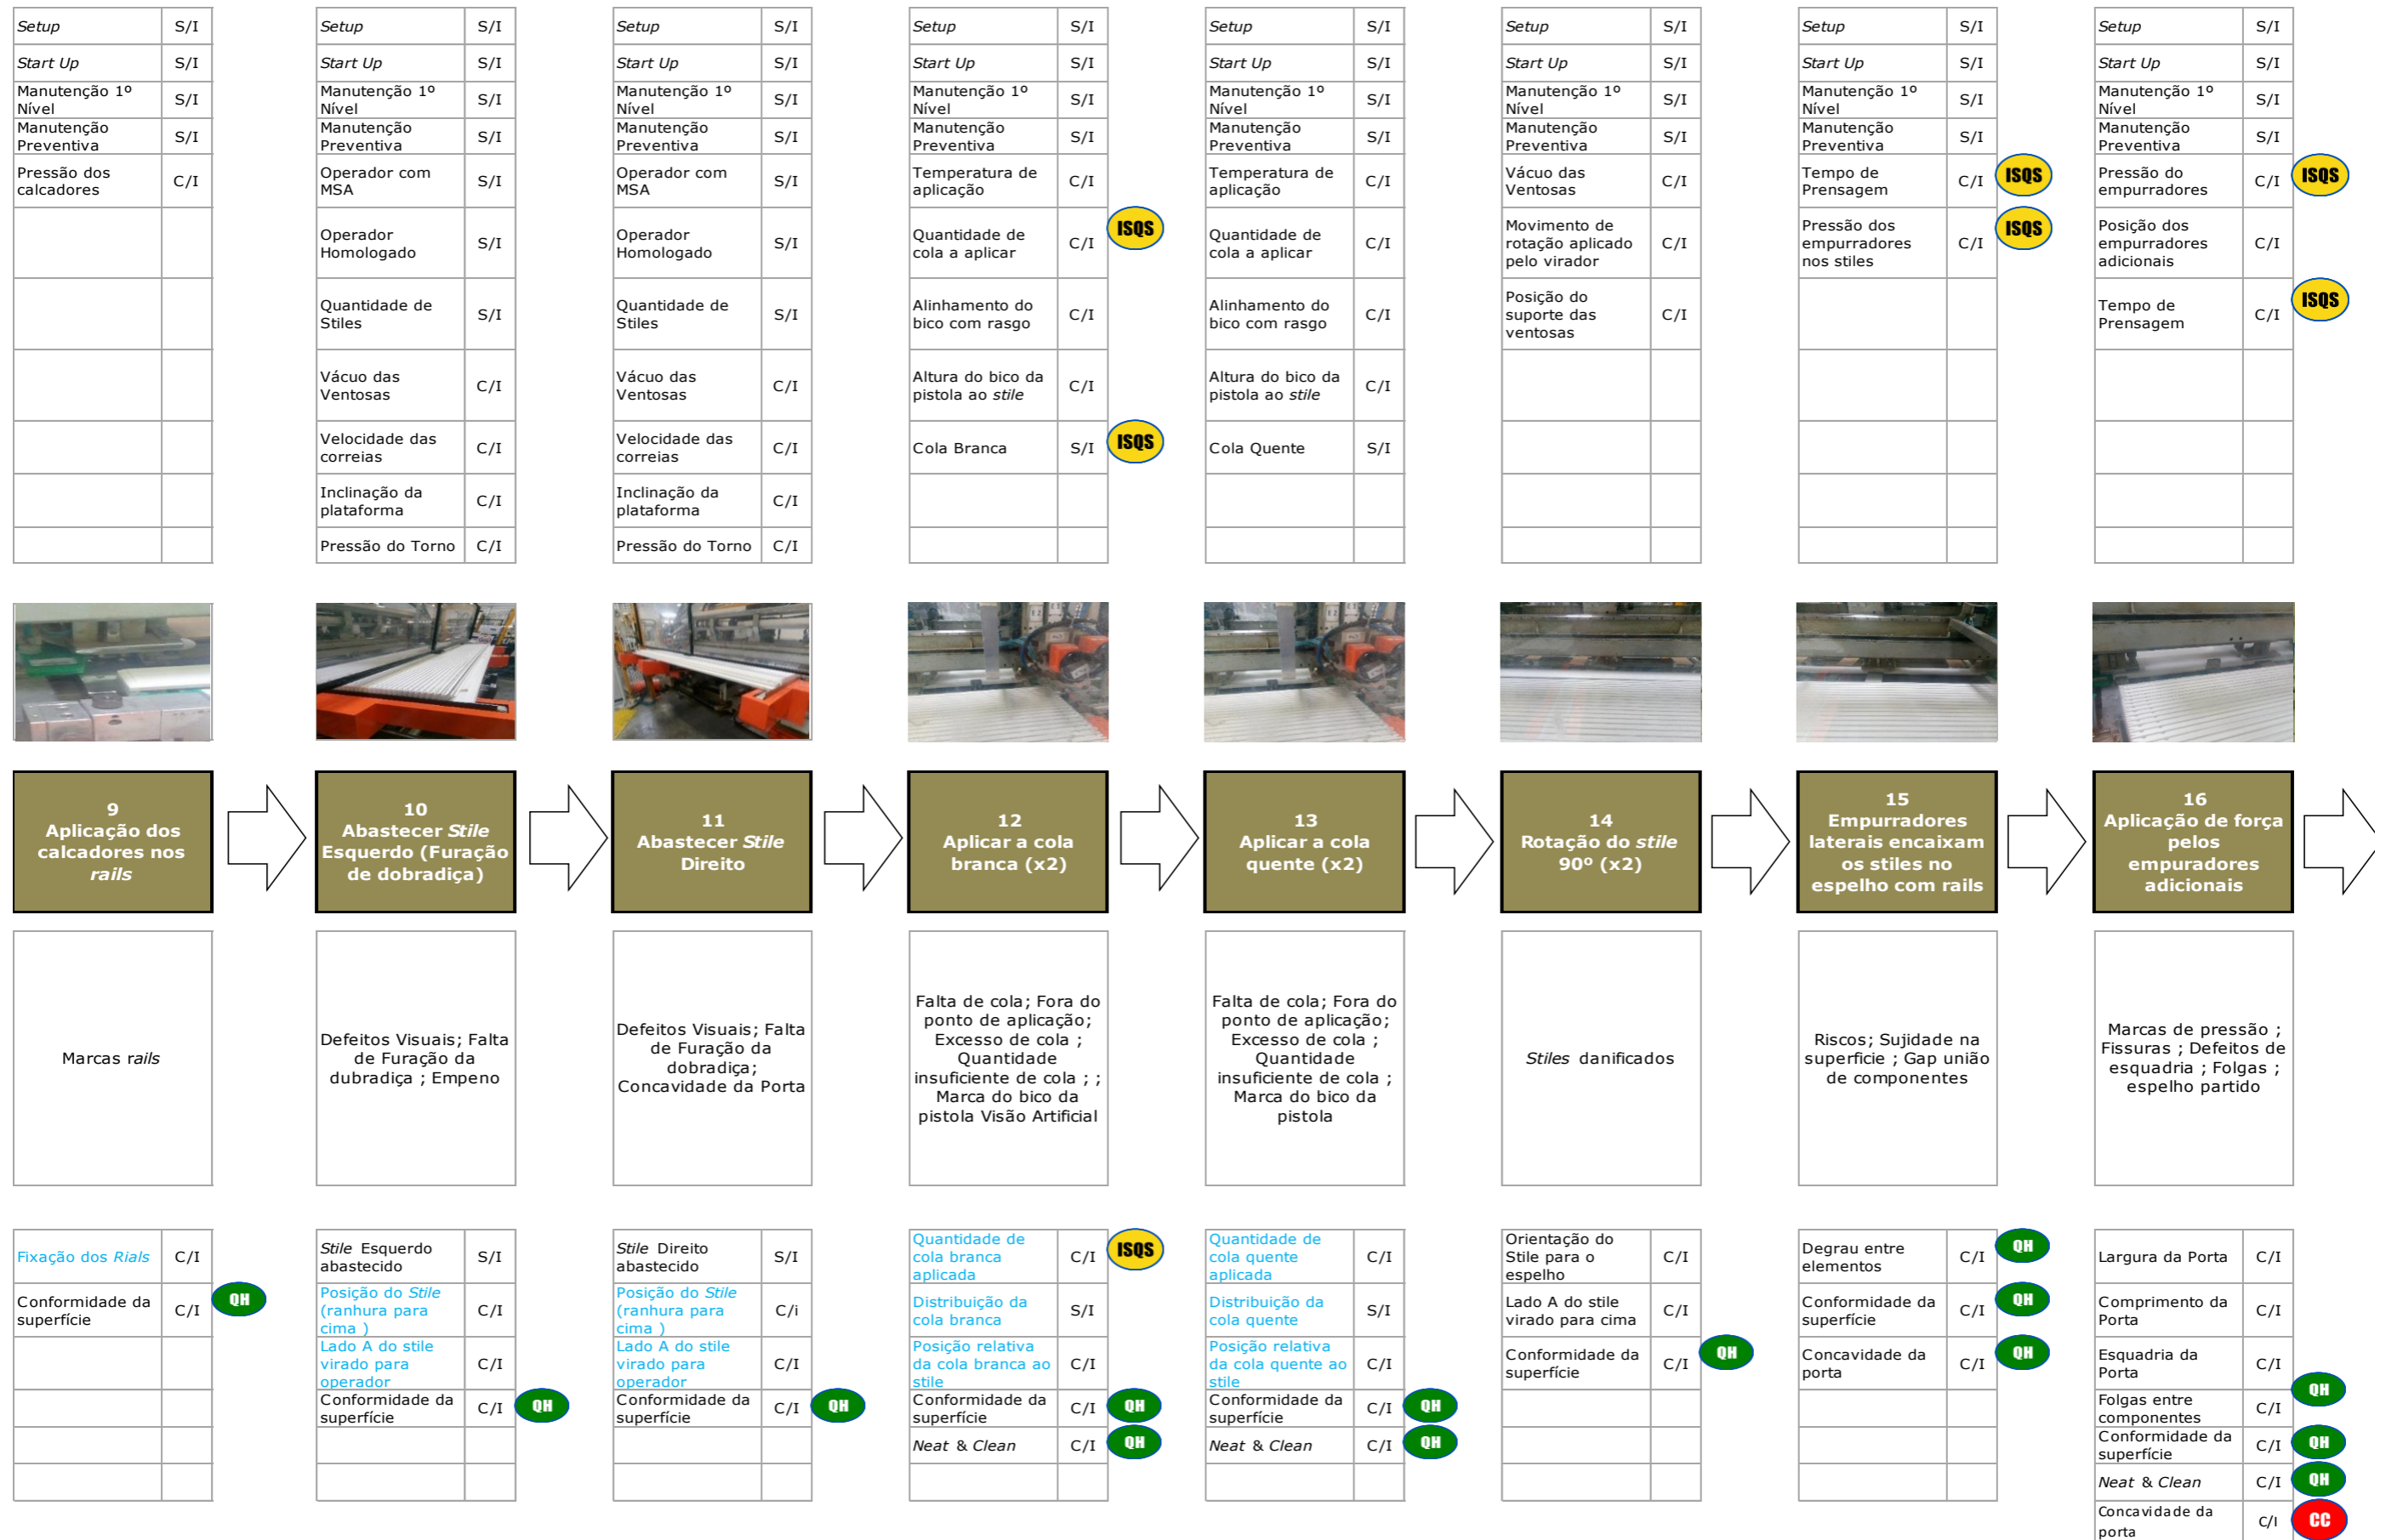 Setup S/I
Start Up S/I
Manutenção 1º
Nível S/I
Manutenção
Preventiva S/I
Pressão dos
calcadores C/I
Setup S/I
Start Up S/I
Manutenção 1º
Nível S/I
Manutenção
Preventiva S/I
Operador com
MSA S/I
Operador
Homologado S/I
Quantidade de
Stiles S/I
Vácuo das
Ventosas C/I
Velocidade das
correias C/I
Inclinação da
plataforma C/I
Pressão do Torno C/I
Setup S/I
Start Up S/I
Manutenção 1º
Nível S/I
Manutenção
Preventiva S/I
Operador com
MSA S/I
Operador
Homologado S/I
Quantidade de
Stiles S/I
Vácuo das
Ventosas C/I
Velocidade das
correias C/I
Inclinação da
plataforma C/I
Pressão do Torno C/I
Setup S/I
Start Up S/I
Manutenção 1º
Nível S/I
Manutenção
Preventiva S/I
Temperatura de
aplicação C/I
Quantidade de
cola a aplicar C/I ISQS
Alinhamento do
bico com rasgo C/I
Altura do bico da
pistola ao stile C/I
Cola Branca S/I ISQS
Setup S/I
Start Up S/I
Manutenção 1º
Nível S/I
Manutenção
Preventiva S/I
Temperatura de
aplicação C/I
Quantidade de
cola a aplicar C/I
Alinhamento do
bico com rasgo C/I
Altura do bico da
pistola ao stile C/I
Cola Quente S/I
Setup S/I
Start Up S/I
Manutenção 1º
Nível S/I
Manutenção
Preventiva S/I
Vácuo das
Ventosas C/I
Movimento de
rotação aplicado
pelo virador C/I
Posição do
suporte das
ventosas C/I
Setup S/I
Start Up S/I
Manutenção 1º
Nível S/I
Manutenção
Preventiva S/I
Tempo de
Prensagem C/I ISQS
Pressão dos
empurradores
nos stiles C/I ISQS
Setup S/I
Start Up S/I
Manutenção 1º
Nível S/I
Manutenção
Preventiva S/I
Pressão do
empurradores C/I ISQS
Posição dos
empurradores
adicionais C/I
Tempo de
Prensagem C/I ISQS
9
Aplicação dos
calcadores nos
rails
10
Abastecer Stile
Esquerdo (Furação
de dobradiça)
11
Abastecer Stile
Direito
12
Aplicar a cola
branca (x2)
13
Aplicar a cola
quente (x2)
14
Rotação do stile
90º (x2)
15
Empurradores
laterais encaixam
os stiles no
espelho com rails
16
Aplicação de força
pelos
empuradores
adicionais
Marcas rails
Defeitos Visuais; Falta
de Furação da
dubradiça ; Empeno
Defeitos Visuais; Falta
de Furação da
dobradiça;
Concavidade da Porta
Falta de cola; Fora do
ponto de aplicação;
Excesso de cola ;
Quantidade
insuficiente de cola ; ;
Marca do bico da
pistola Visão Artificial
Falta de cola; Fora do
ponto de aplicação;
Excesso de cola ;
Quantidade
insuficiente de cola ;
Marca do bico da
pistola
Stiles danificados
Riscos; Sujidade na
superficie ; Gap união
de componentes
Marcas de pressão ;
Fissuras ; Defeitos de
esquadria ; Folgas ;
espelho partido
Fixação dos Rials C/I
Conformidade da
superfície C/I QH
Stile Esquerdo
abastecido S/I
Posição do Stile
(ranhura para
cima ) C/I
Lado A do stile
virado para
operador C/I
Conformidade da
superfície C/I QH
Stile Direito
abastecido S/I
Posição do Stile
(ranhura para
cima ) C/i
Lado A do stile
virado para
operador C/I
Conformidade da
superfície C/I QH
Quantidade de
cola branca
aplicada C/I ISQS
Distribuição da
cola branca S/I
Posição relativa
da cola branca ao
stile C/I
Conformidade da
superfície C/I QH
Neat & Clean C/I QH
Quantidade de
cola quente
aplicada C/I
Distribuição da
cola quente S/I
Posição relativa
da cola quente ao
stile C/I
Conformidade da
superfície C/I QH
Neat & Clean C/I QH
Orientação do
Stile para o
espelho C/I
Lado A do stile
virado para cima C/I
Conformidade da
superfície C/I QH
Degrau entre
elementos C/I QH
Conformidade da
superfície C/I QH
Concavidade da
porta C/I QH
Largura da Porta C/I
Comprimento da
Porta C/I
Esquadria da
Porta C/I
Folgas entre
componentes C/I QH
Conformidade da
superfície C/I QH
Neat & Clean C/I QH
Concavidade da
porta C/I CC